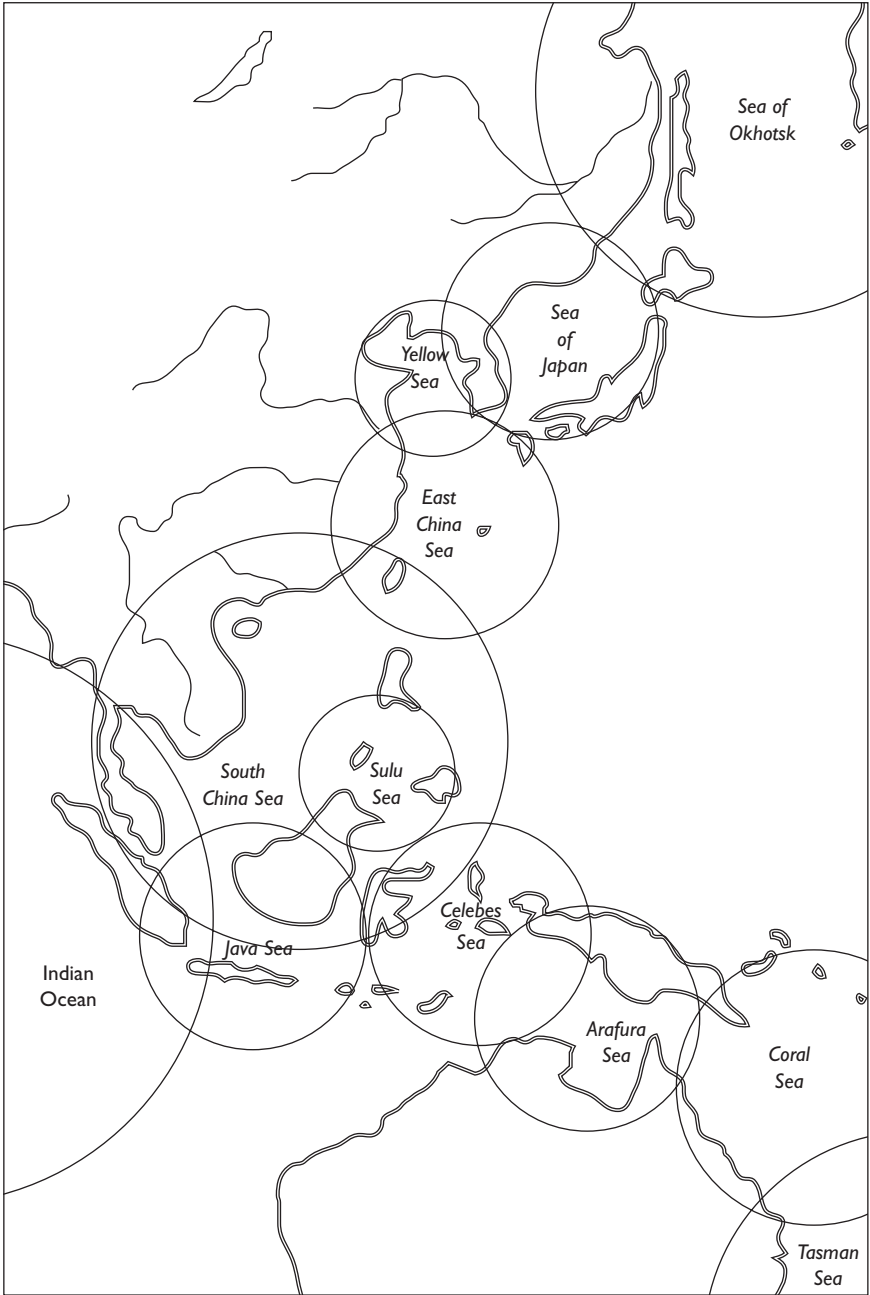 Sea of
Okhotsk
Sea
of
Japan
Yellow
Sea
East
China
Sea
South
China Sea
Sulu
Sea
Celebes
Sea
Java Sea
Indian
Ocean
Arafura
Sea
Coral
Sea
Tasman
Sea